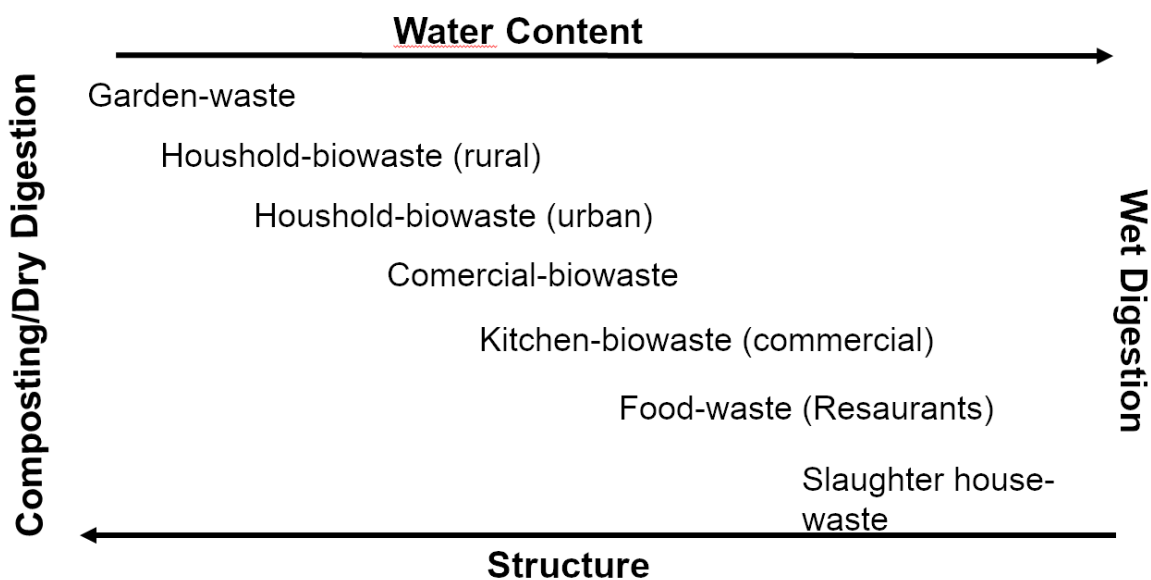 Water Content
Composting/Dry Digestion
Garden-waste
Houshold-biowaste (rural)
Houshold-biowaste (urban)
Comercial-biowaste
Kitchen-biowaste (commercial)
Food-waste (Resaurants)
Slaughter house-
waste
Wet Digestion
Structure